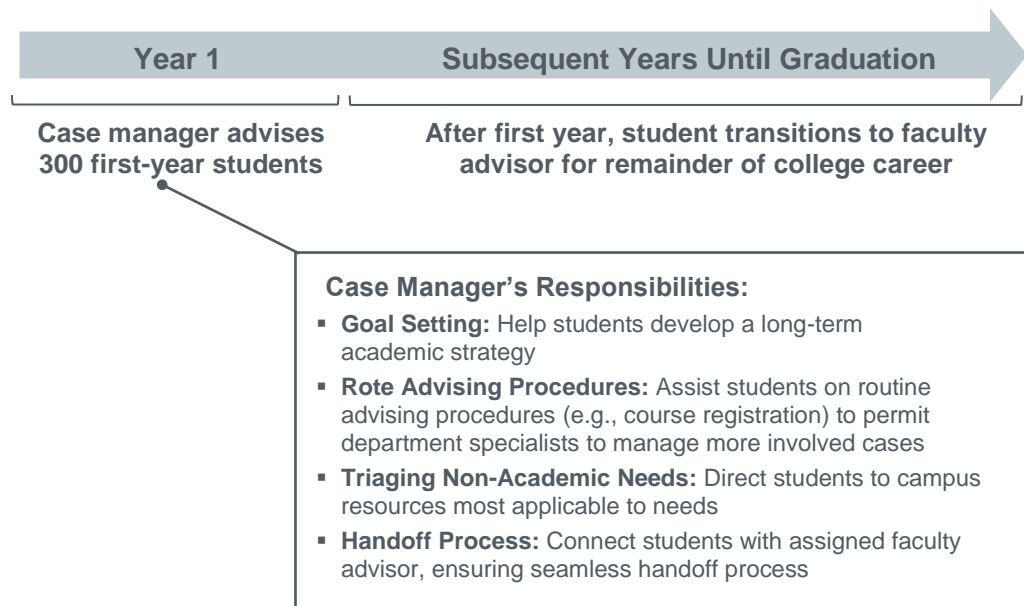 Year 1
Subsequent Years Until Graduation
Case manager advises
300 first-year students
After first year, student transitions to faculty
advisor for remainder of college career
Case Manager’s Responsibilities:
▪ Goal Setting: Help students develop a long-term
academic strategy
▪ Rote Advising Procedures: Assist students on routine
advising procedures (e.g., course registration) to permit
department specialists to manage more involved cases
▪ Triaging Non-Academic Needs: Direct students to campus
resources most applicable to needs
▪ Handoff Process: Connect students with assigned faculty
advisor, ensuring seamless handoff process